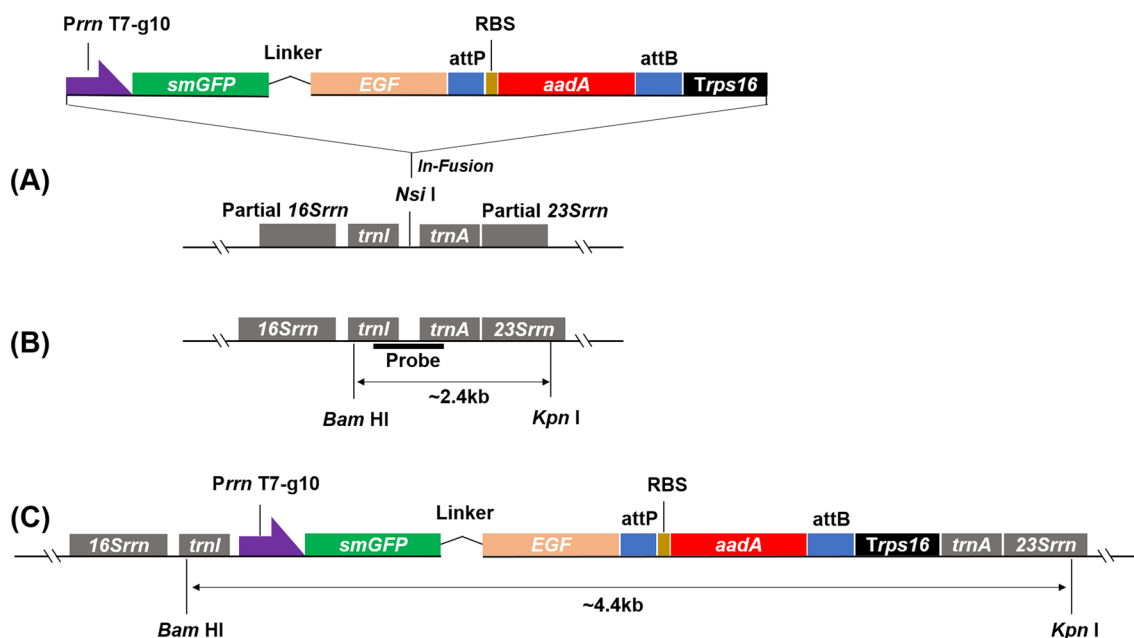 Prrn T7-g10
RBS
Linker
attP
attB
smGFP
EGF
aadA
Trps16
In-Fusion
(A)
Nsi I
Partial 16Srrn
Partial 23Srrn
trnI
trnA
(B)
16Srrn
trnI
trnA
23Srrn
Probe
~2.4kb
Bam HI
Kpn I
Prrn T7-g10
RBS
(C)
Linker
attP
attB
16Srrn
trnI
smGFP
EGF
aadA
Trps16
trnA
23Srrn
~4.4kb
Bam HI
Kpn I